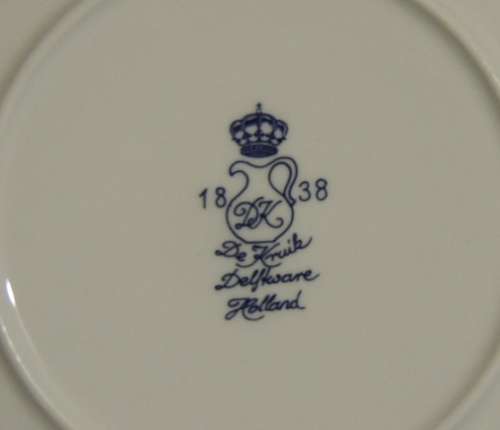 18 DK 38
De Kruik
Delftware
Holland